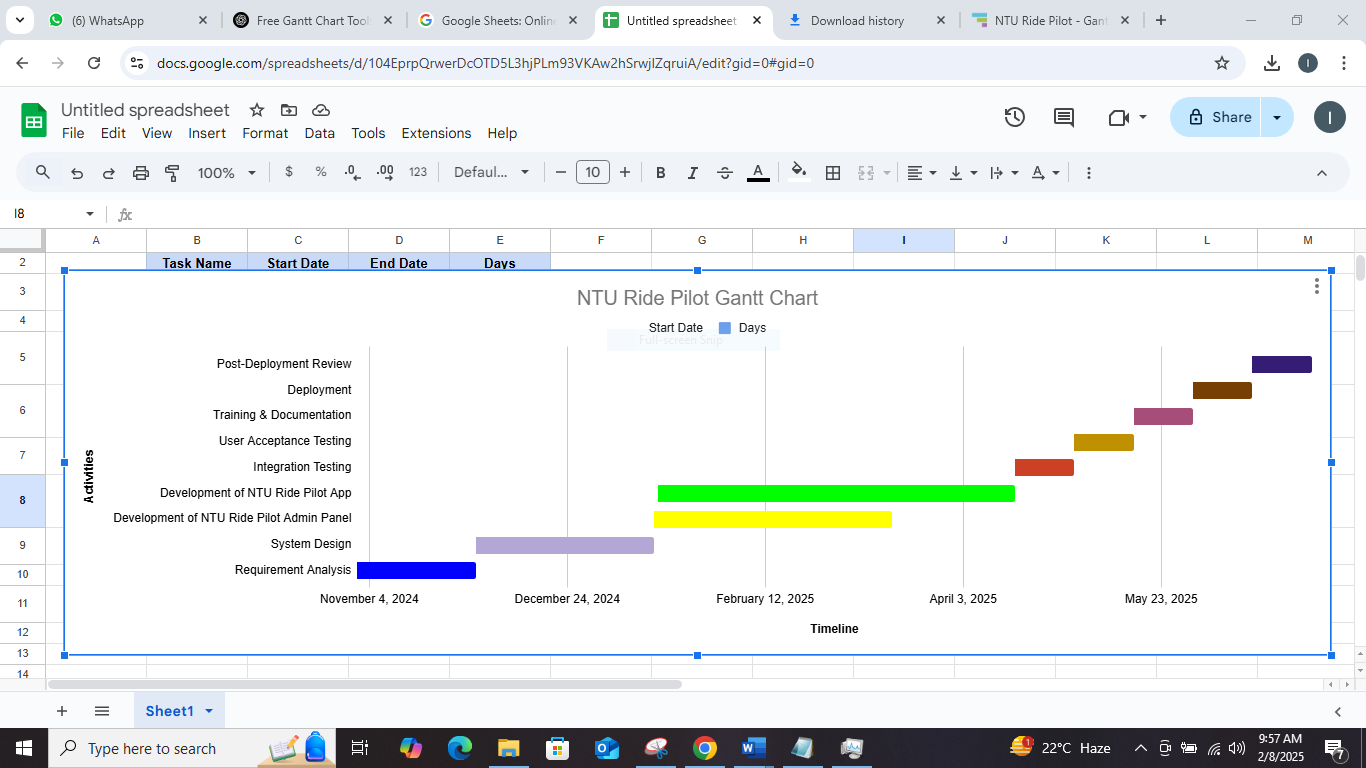 (6) WhatsApp
Free Gantt Chart Tool
Google Sheets: Online
Untitled spreadsheet
Download history
NTU Ride Pilot - Gant
docs.google.com/spreadsheets/d/104EprpQrwerDcOTD5L3hjPLm93VKAw2hSrwjIZqruiA/edit?gid=0#gid=0
I
Untitled spreadsheet
File Edit View Insert Format Data Tools Extensions Help
Share
I
100% $ % .0 .00 123 Defaul... 10 B I A
I8 fx
A B C D E F G H I J K L M
2 Task Name Start Date End Date Days
3
4
5
6
7
8
9
10
11
12
13
14
NTU Ride Pilot Gantt Chart
Start Date Days
Full-screen Snip
Activities
Post-Deployment Review
Deployment
Training & Documentation
User Acceptance Testing
Integration Testing
Development of NTU Ride Pilot App
Development of NTU Ride Pilot Admin Panel
System Design
Requirement Analysis
November 4, 2024 December 24, 2024 February 12, 2025 April 3, 2025 May 23, 2025
Timeline
Sheet1
Type here to search
1
22°C Haze
9:57 AM
2/8/2025
7